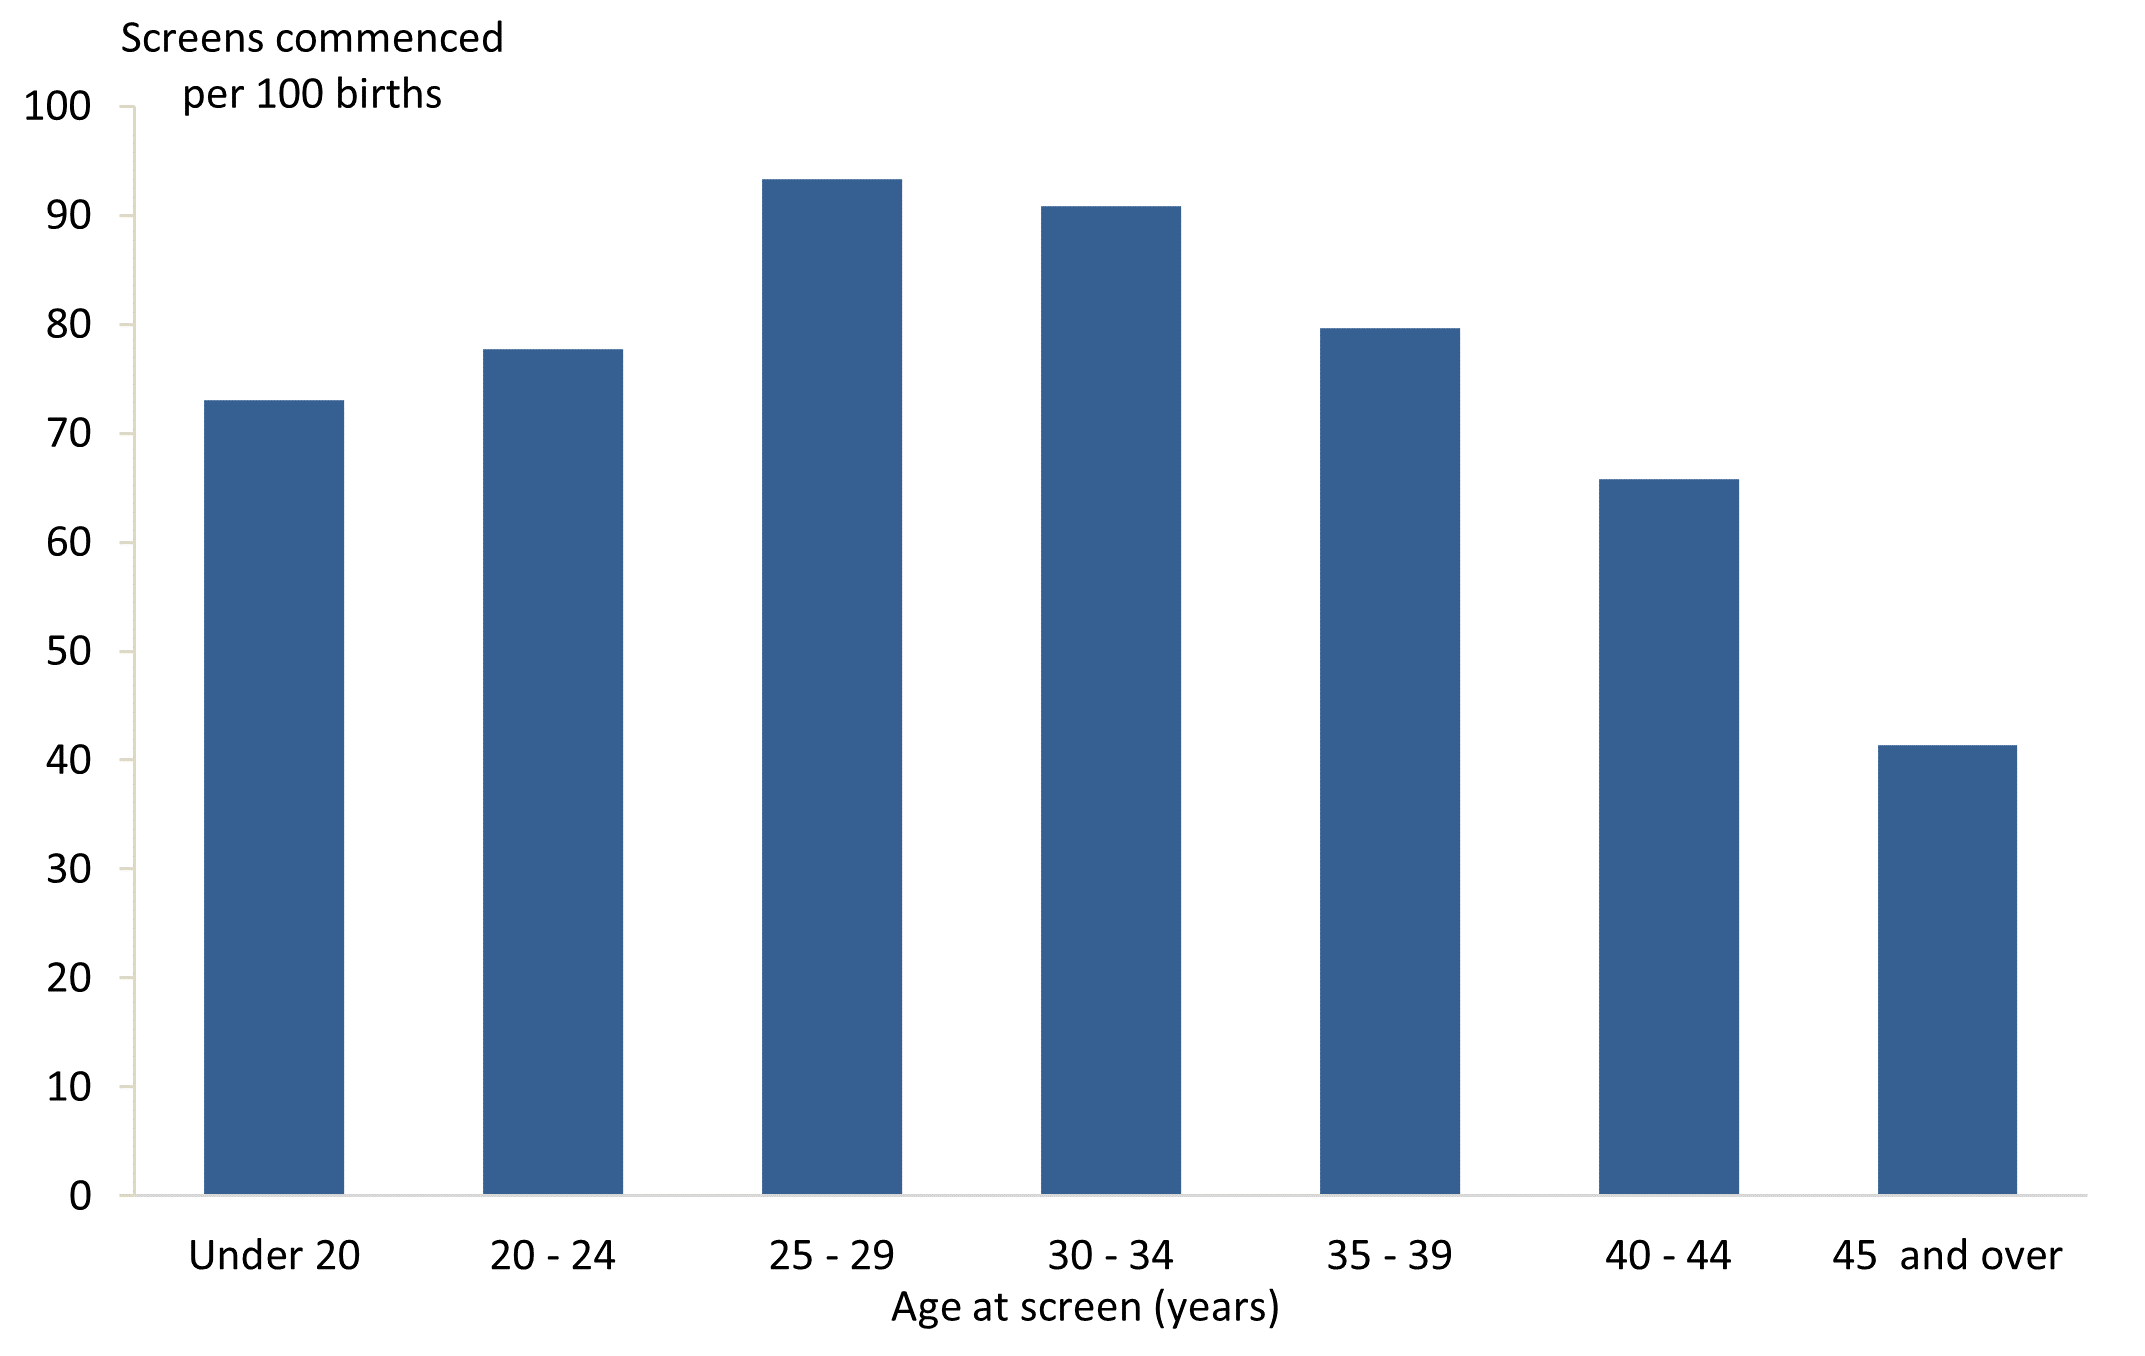 Screens commenced
per 100 births
100
90
80
70
60
50
40
30
20
10
0
Under 20 20 - 24 25 - 29 30 - 34 35 - 39 40 - 44 45 and over
Age at screen (years)